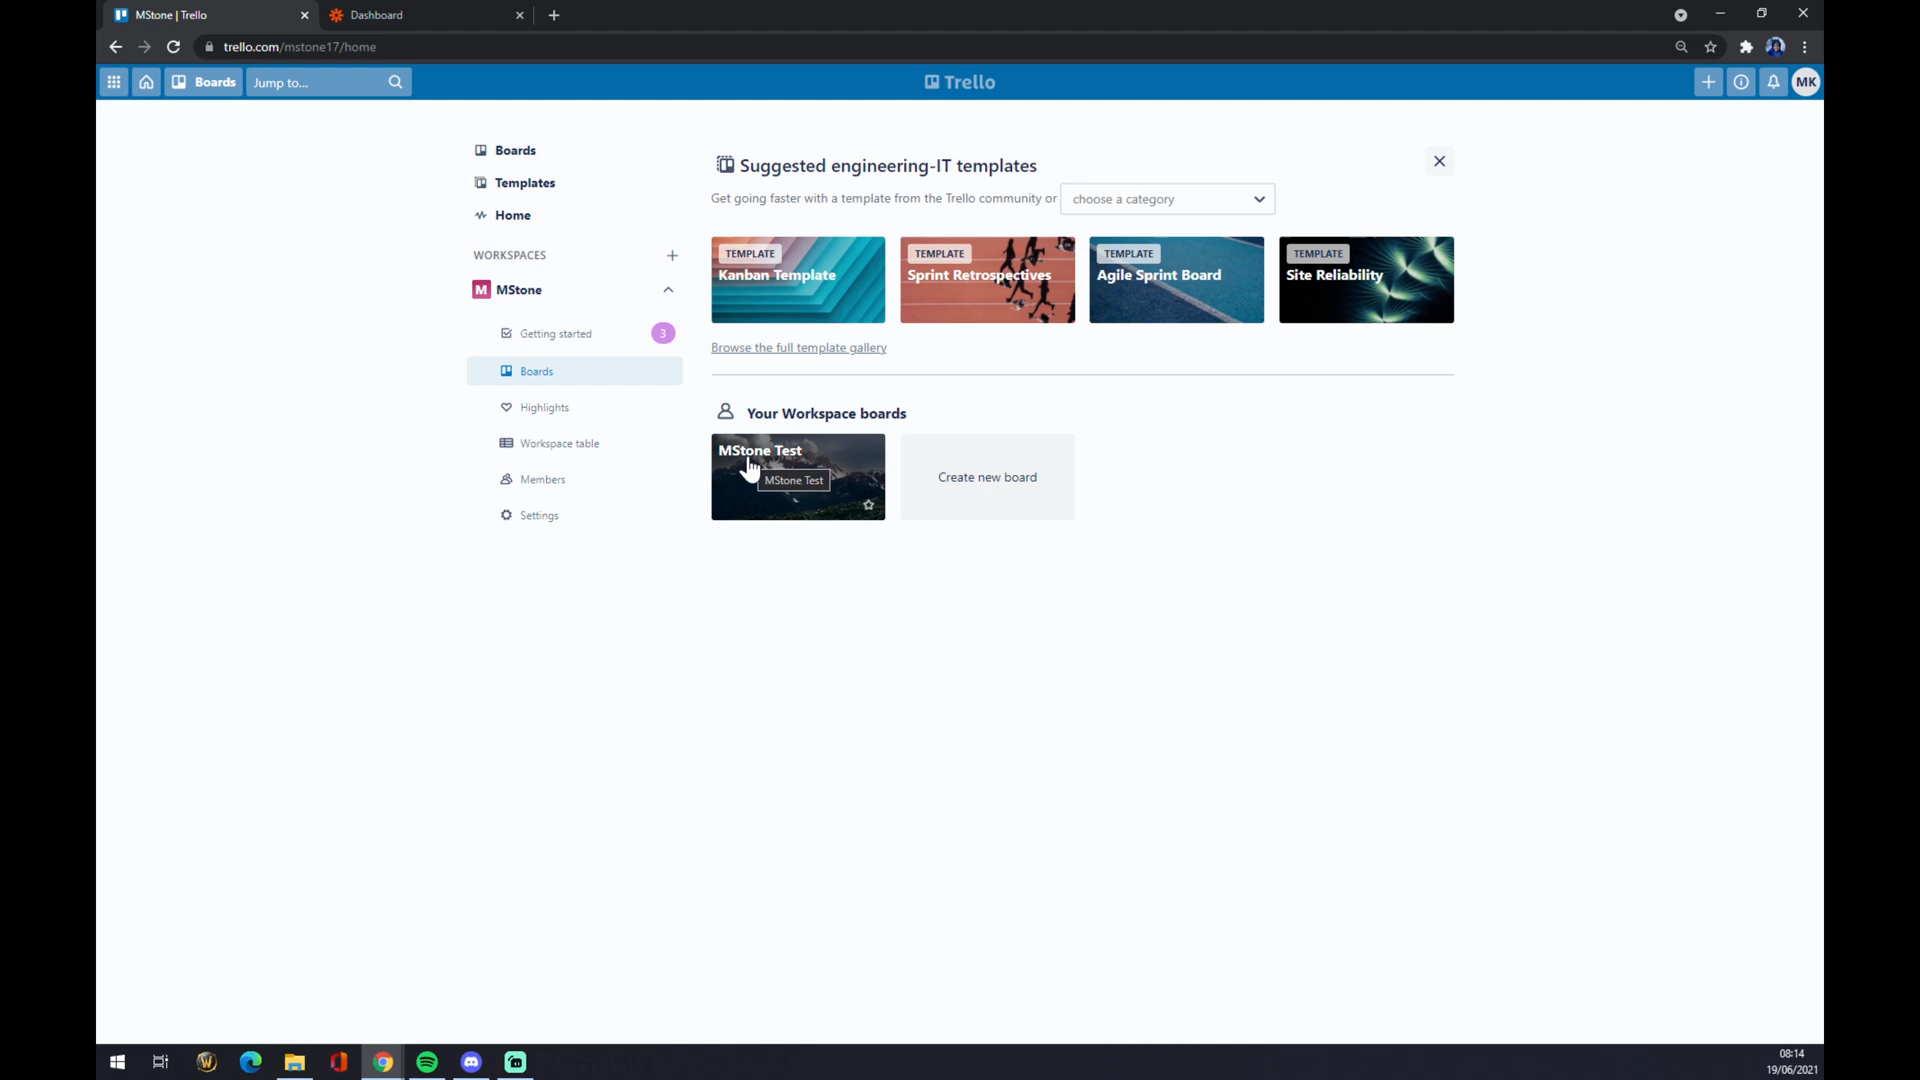 MStone | Trello
Dashboard
trello.com/mstone17/home
Boards
Jump to...
Trello
MK
Boards
Templates
Home
WORKSPACES
M MStone
Getting started
3
Boards
Highlights
Workspace table
Members
Settings
Suggested engineering-IT templates
Get going faster with a template from the Trello community or choose a category
TEMPLATE
Kanban Template
TEMPLATE
Sprint Retrospectives
TEMPLATE
Agile Sprint Board
TEMPLATE
Site Reliability
Browse the full template gallery
Your Workspace boards
MStone Test
MStone Test
Create new board
08:14
19/06/2021